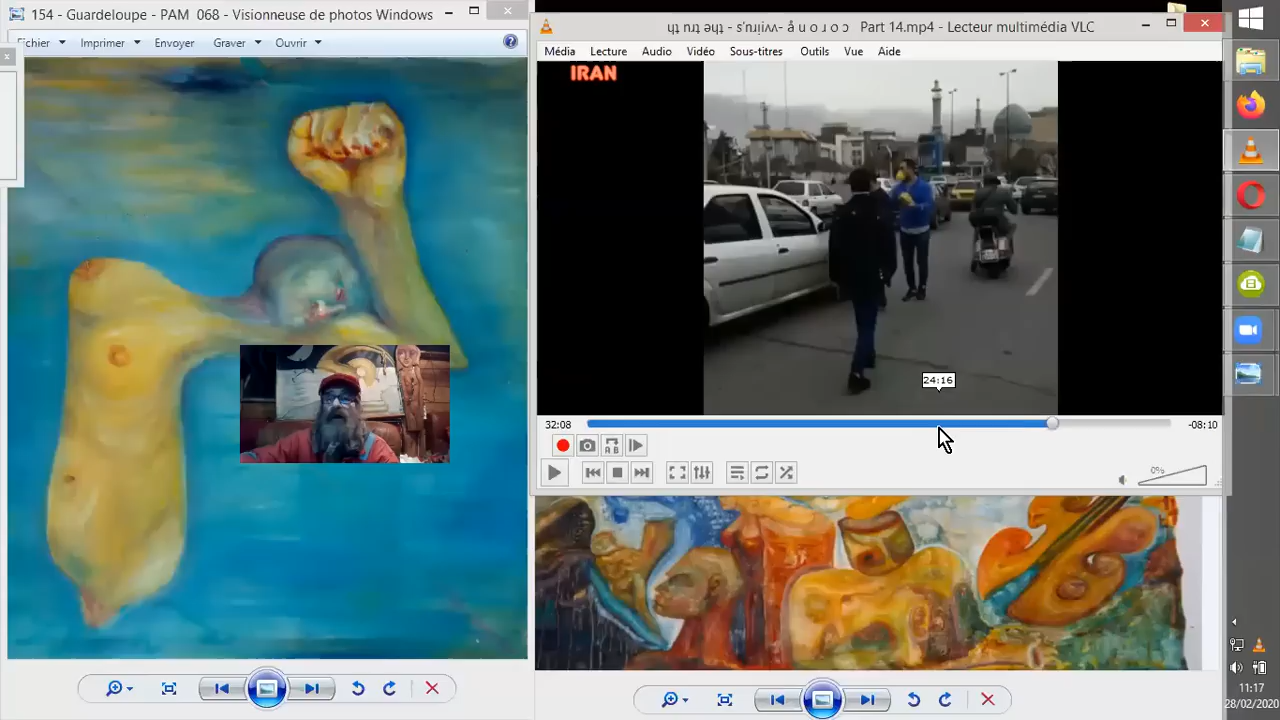 154 - Guardeloupe - PAM 068 - Visionneuse de photos Windows
Fichier Imprimer Envoyer Graver Ouvrir
Part 14.mp4 - Lecteur multimédia VLC
Média Lecture Audio Vidéo Sous-titres Outils Vue Aide
IRAN
24:16
32:08
-08:10
0%
11:17
28/02/2020